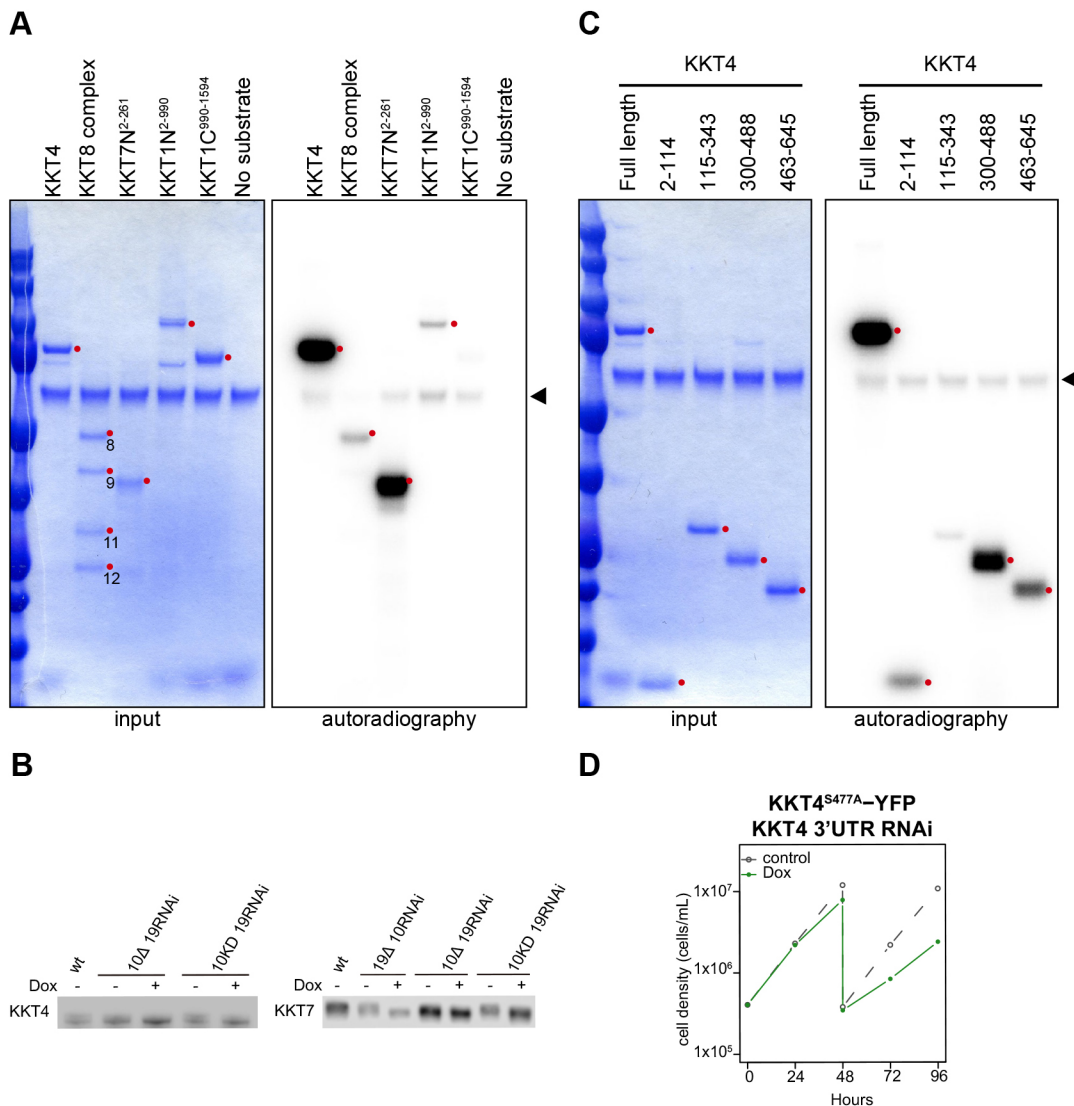 A
KKT4
KKT8 complex
KKT7N2-261
KKT1N2-990
KKT1C990-1594
No substrate
KKT4
KKT8 complex
KKT7N2-261
KKT1N2-990
KKT1C990-1594
No substrate
8
9
11
12
input
autoradiography
B
wt
10Δ 19RNAi
10KD 19RNAi
Dox - - + - +
KKT4
wt
19Δ 10RNAi
10Δ 19RNAi
10KD 19RNAi
Dox - - + - + - +
KKT7
C
KKT4
Full length
2-114
115-343
300-488
463-645
KKT4
Full length
2-114
115-343
300-488
463-645
input
autoradiography
D
KKT4S477A–YFP
KKT4 3'UTR RNAi
control
Dox
cell density (cells/mL)
1x107
1x106
1x105
0 24 48 72 96
Hours